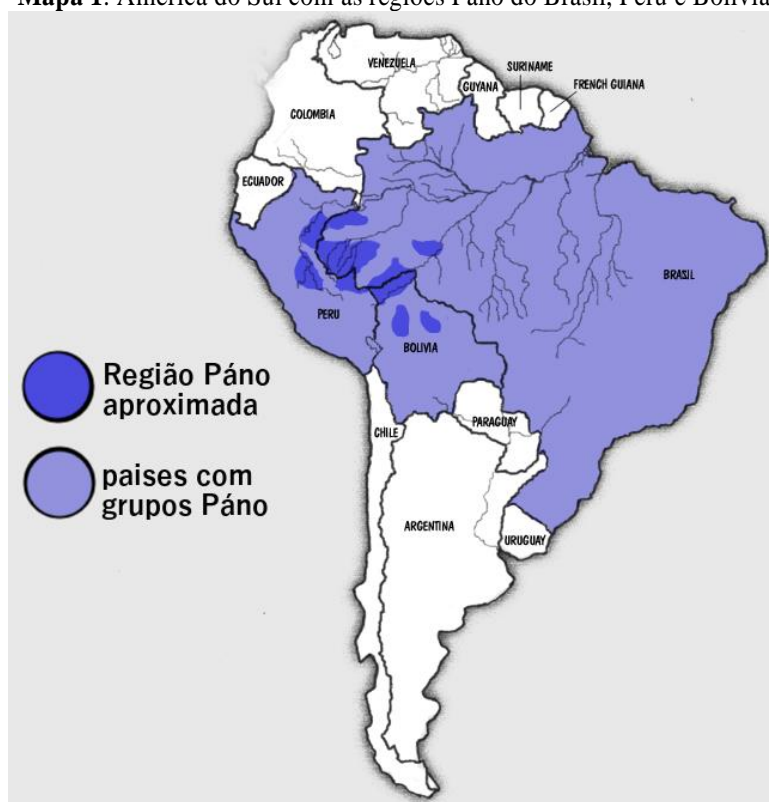 Mapa 1: América do Sul com as regiões Páno do Brasil, Peru e Bolívia
VENEZUELA
SURINAME
GUYANA
FRENCH GUIANA
COLOMBIA
ECUADOR
BRASIL
PERU
BOLIVIA
Região Páno
aproximada
PARAGUAY
CHILE
paises com
grupos Páno
ARGENTINA
URUGUAY